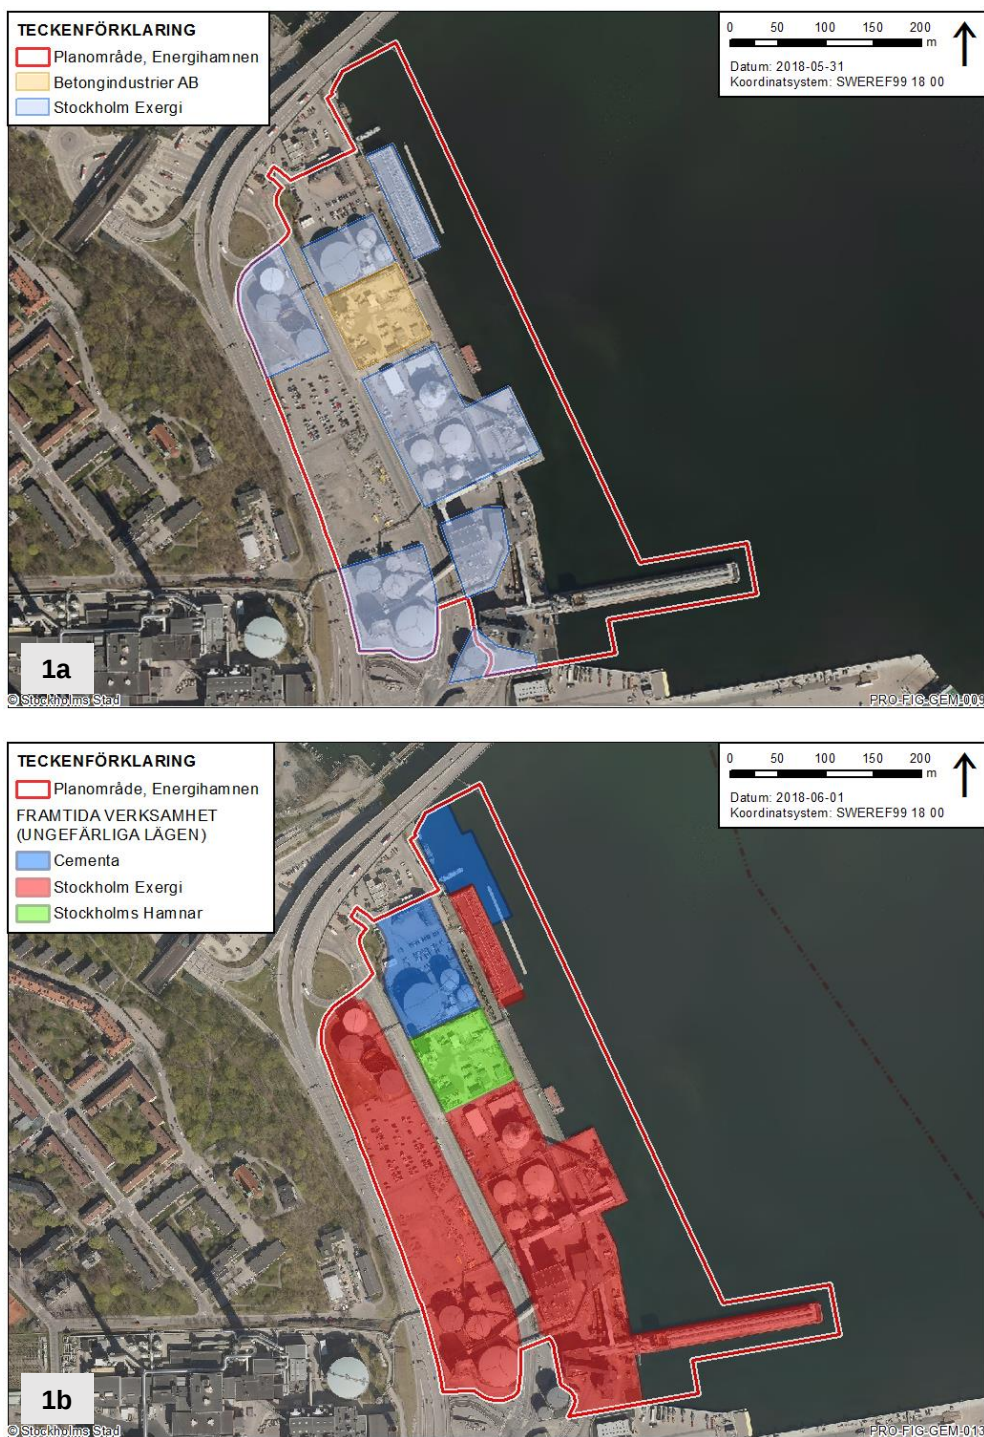 TECKENFÖRKLARING
Planområde, Energihamnen
Betongindustrier AB
Stockholm Exergi
0 50 100 150 200
m
Datum: 2018-05-31
Koordinatsystem: SWEREF99 18 00
1a
© Stockholms Stad
PRO-FIG-GEM-009
TECKENFÖRKLARING
Planområde, Energihamnen
FRAMTIDA VERKSAMHET
(UNGEFÄRLIGA LÄGEN)
Cementa
Stockholm Exergi
Stockholms Hamnar
0 50 100 150 200
m
Datum: 2018-06-01
Koordinatsystem: SWEREF99 18 00
1b
© Stockholms Stad
PRO-FIG-GEM-013